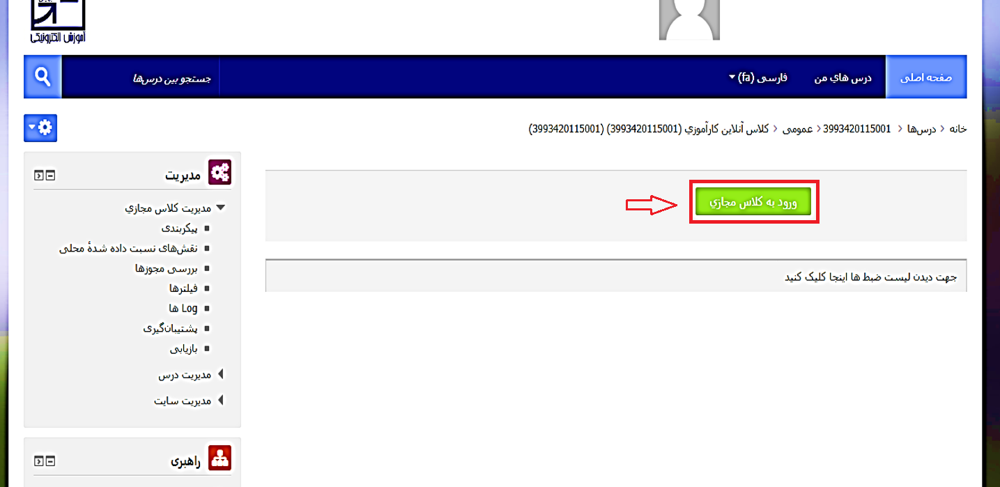 آموزش الکترونیکی
صفحه اصلی
درس هاي من
فارسی (fa)
جستجو بین درس‌ها
خانه › درس‌ها › 3993420115001 › عمومی › کلاس آنلاین کارآموزي (3993420115001) (3993420115001)
ورود به کلاس مجازي
جهت دیدن لیست ضبط ها اینجا کلیک کنید
مدیریت
مدیریت کلاس مجازي
پیکربندی
نقش‌های نسبت داده شدهٔ محلی
بررسی مجوزها
فیلترها
Log ها
پشتیبان‌گیری
بازیابی
مدیریت درس
مدیریت سایت
راهبری